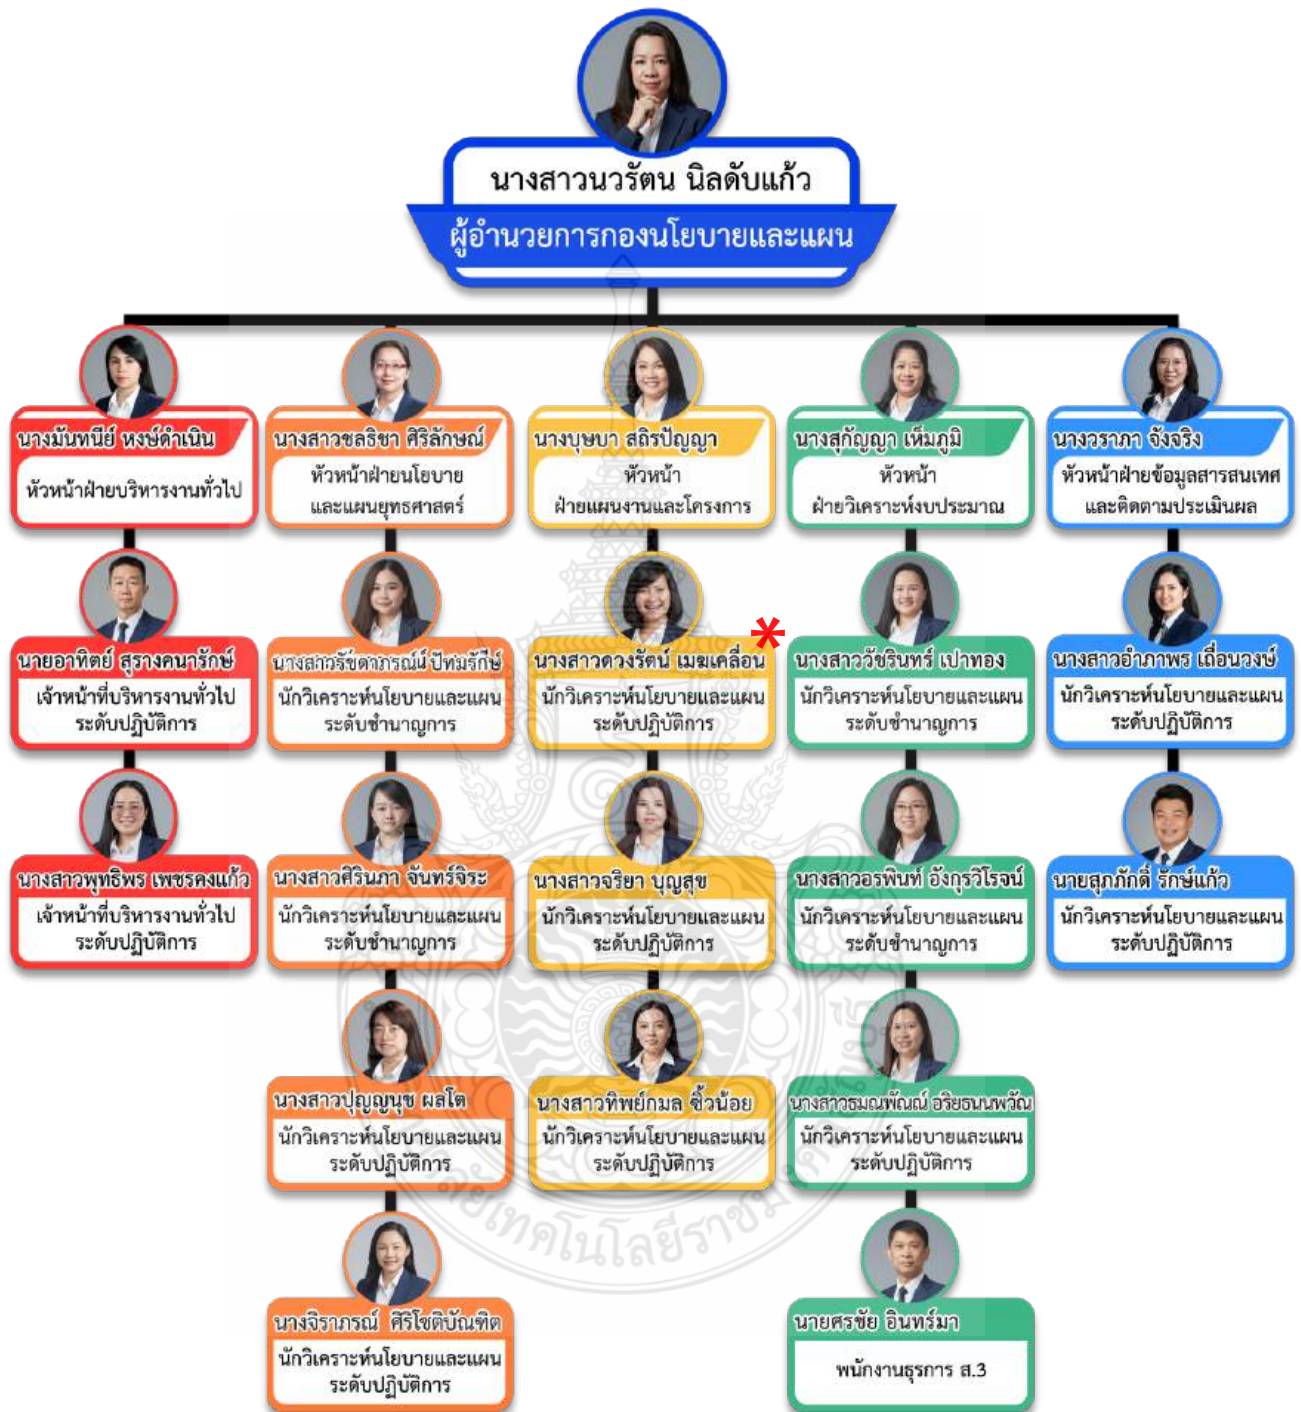 นางสาวนวรัตน นิลดับแก้ว
ผู้อำนวยการกองนโยบายและแผน
นางมันทนีย์ หงษ์ดำเนิน
หัวหน้าฝ่ายบริหารงานทั่วไป
นายอาทิตย์ สุรางคนารักษ์
เจ้าหน้าที่บริหารงานทั่วไป
ระดับปฏิบัติการ
นางสาวพุทธิพร เพชรคงแก้ว
เจ้าหน้าที่บริหารงานทั่วไป
ระดับปฏิบัติการ
นางสาวชลธิชา ศิริลักษณ์
หัวหน้าฝ่ายนโยบาย
และแผนยุทธศาสตร์
นางสาวรัชดาภรณ์ ปัทมรักษ์
นักวิเคราะห์นโยบายและแผน
ระดับชำนาญการ
นางสาวศิรินภา จันทร์จิระ
นักวิเคราะห์นโยบายและแผน
ระดับชำนาญการ
นางสาวปุญญนุช ผลโต
นักวิเคราะห์นโยบายและแผน
ระดับปฏิบัติการ
นางจิราภรณ์ ศิริโชติบัณฑิต
นักวิเคราะห์นโยบายและแผน
ระดับปฏิบัติการ
นางบุษบา สถิรปัญญา
หัวหน้า
ฝ่ายแผนงานและโครงการ
*
นางสาวดวงรัตน์ เมฆเคลื่อน
นักวิเคราะห์นโยบายและแผน
ระดับปฏิบัติการ
นางสาวจริยา บุญสุข
นักวิเคราะห์นโยบายและแผน
ระดับปฏิบัติการ
นางสาวทิพย์กมล ซิ้วน้อย
นักวิเคราะห์นโยบายและแผน
ระดับปฏิบัติการ
นางสุกัญญา เห็มภูมิ
หัวหน้า
ฝ่ายวิเคราะห์งบประมาณ
นางสาววัชรินทร์ เปาทอง
นักวิเคราะห์นโยบายและแผน
ระดับชำนาญการ
นางสาวอรพินท์ อังกุรวิโรจน์
นักวิเคราะห์นโยบายและแผน
ระดับชำนาญการ
นางสาวธมณพัณณ์ อริยธนนพวัณ
นักวิเคราะห์นโยบายและแผน
ระดับปฏิบัติการ
นายศรชัย อินทร์มา
พนักงานธุรการ ส.3
นางวราภา จังจริง
หัวหน้าฝ่ายข้อมูลสารสนเทศ
และติดตามประเมินผล
นางสาวอำภาพร เถื่อนวงษ์
นักวิเคราะห์นโยบายและแผน
ระดับปฏิบัติการ
นายสุภภักดิ์ รักษ์แก้ว
นักวิเคราะห์นโยบายและแผน
ระดับปฏิบัติการ